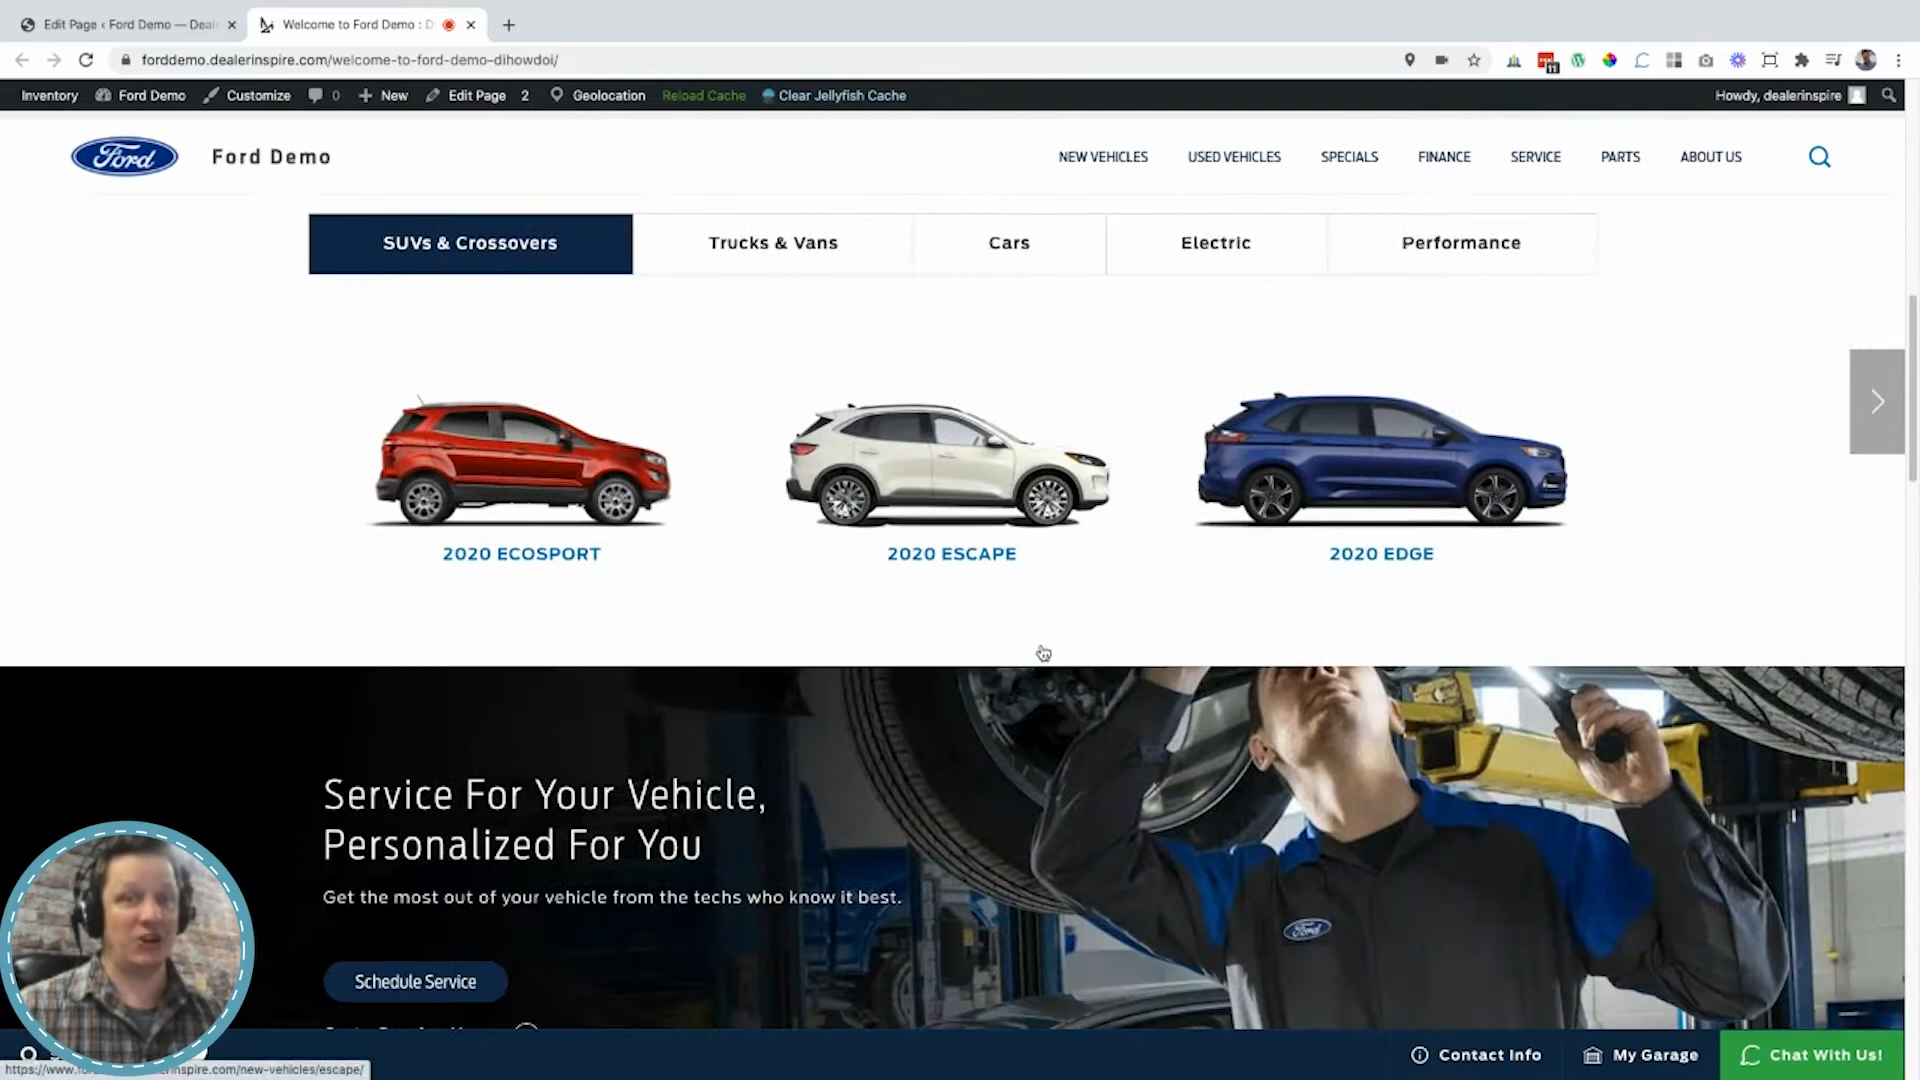 Edit Page ‹ Ford Demo — Deal
Welcome to Ford Demo : D
forddemo.dealerinspire.com/welcome-to-ford-demo-dihowdoi/
11
Inventory Ford Demo Customize 0 New Edit Page 2 Geolocation Reload Cache Clear Jellyfish Cache Howdy, dealerinspire
Ford Ford Demo NEW VEHICLES USED VEHICLES SPECIALS FINANCE SERVICE PARTS ABOUT US
SUVs & Crossovers Trucks & Vans Cars Electric Performance
2020 ECOSPORT 2020 ESCAPE 2020 EDGE
Service For Your Vehicle,
Personalized For You
Get the most out of your vehicle from the techs who know it best.
Ford
Schedule Service
Contact Info My Garage Chat With Us!